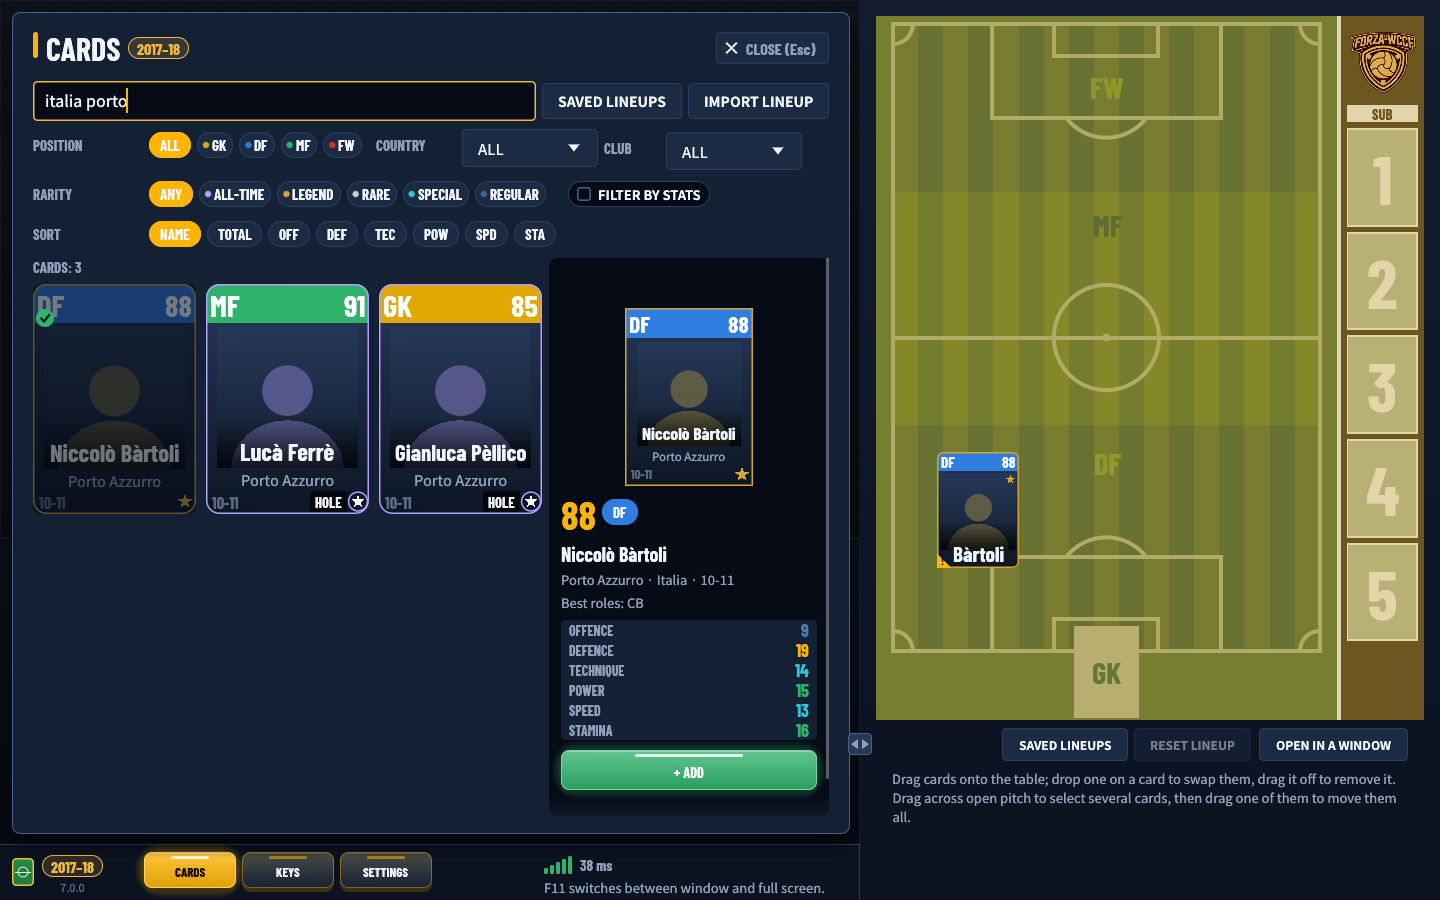 CARDS 2017-18
CLOSE (Esc)
italia porto
SAVED LINEUPS
IMPORT LINEUP
POSITION ALL GK DF MF FW COUNTRY ALL CLUB ALL
RARITY ANY ALL-TIME LEGEND RARE SPECIAL REGULAR FILTER BY STATS
SORT NAME TOTAL OFF DEF TEC POW SPD STA
CARDS: 3
DF 88
Niccolò Bàrtoli
Porto Azzurro
10-11
MF 91
Lucà Ferrè
Porto Azzurro
10-11 HOLE
GK 85
Gianluca Pèllico
Porto Azzurro
10-11 HOLE
DF 88
Niccolò Bàrtoli
Porto Azzurro
10-11
88 DF
Niccolò Bàrtoli
Porto Azzurro · Italia · 10-11
Best roles: CB
OFFENCE 9
DEFENCE 19
TECHNIQUE 14
POWER 15
SPEED 13
STAMINA 16
+ ADD
2017-18
7.0.0
CARDS
KEYS
SETTINGS
38 ms
F11 switches between window and full screen.
FW
MF
DF
DF 88
Bàrtoli
GK
FORZA-WCCF
SUB
1
2
3
4
5
SAVED LINEUPS
RESET LINEUP
OPEN IN A WINDOW
Drag cards onto the table; drop one on a card to swap them, drag it off to remove it.
Drag across open pitch to select several cards, then drag one of them to move them
all.